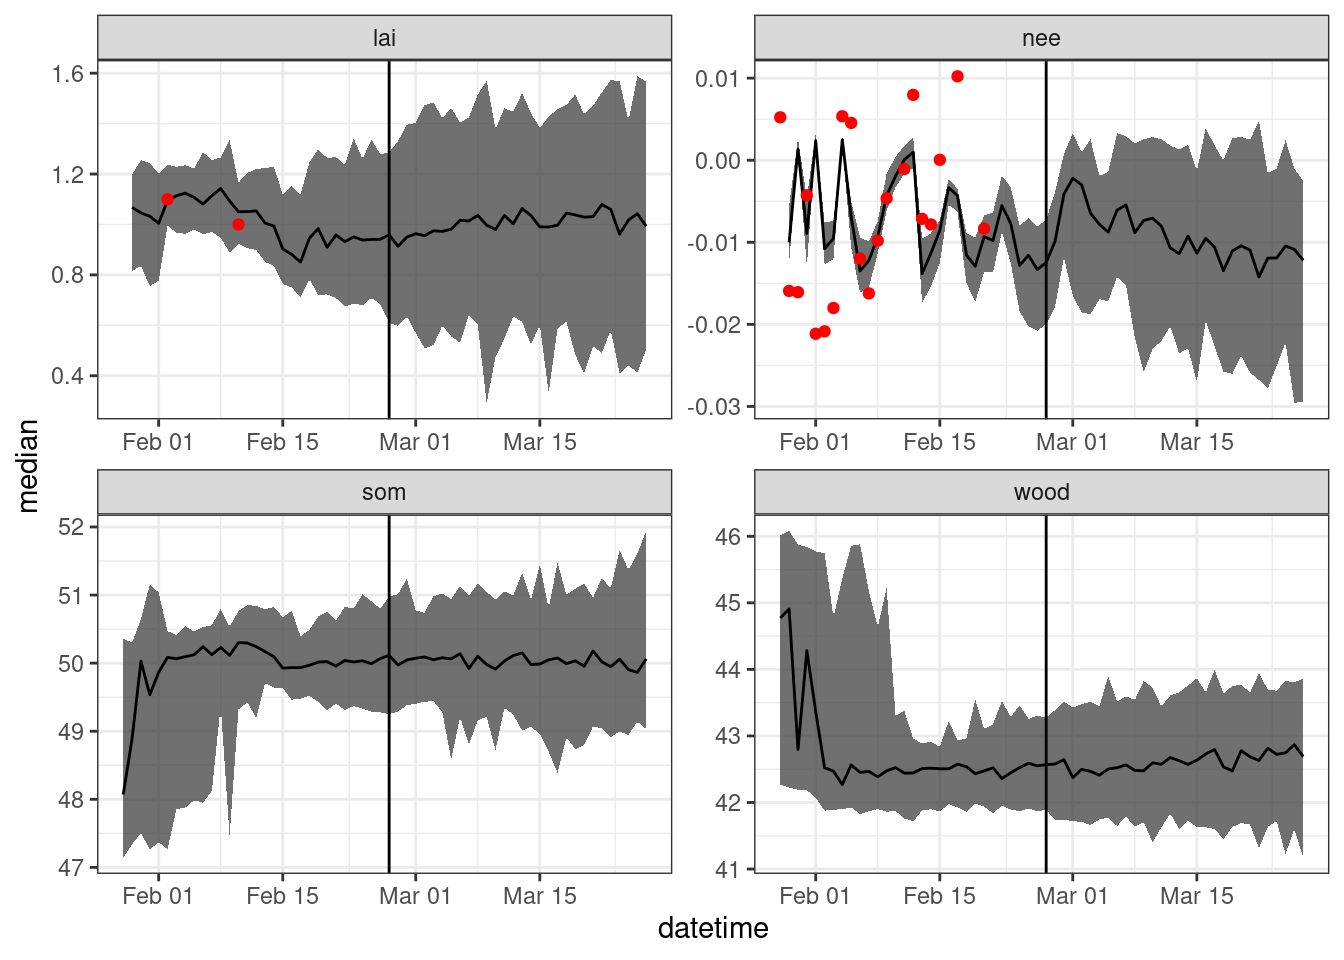 lai
nee
1.6
1.2
0.8
0.4
0.01
0.00
-0.01
-0.02
-0.03
Feb 01 Feb 15 Mar 01 Mar 15
Feb 01 Feb 15 Mar 01 Mar 15
median
som
wood
52
51
50
49
48
47
46
45
44
43
42
41
Feb 01 Feb 15 Mar 01 Mar 15
Feb 01 Feb 15 Mar 01 Mar 15
datetime